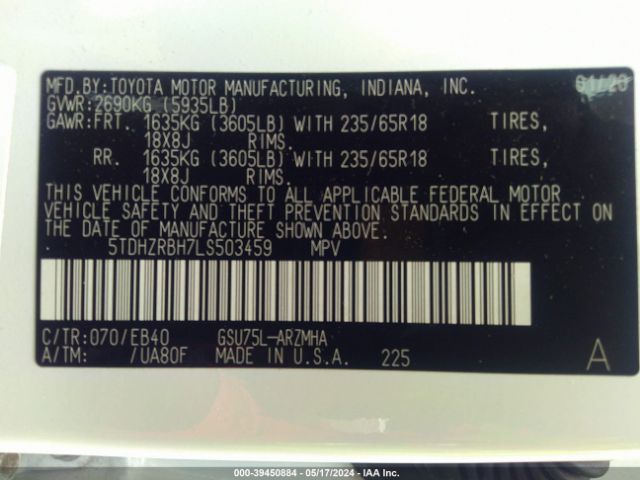 MFD.BY:TOYOTA MOTOR MANUFACTURING, INDIANA, INC. 01/20
GVWR:2690KG (5935LB)
GAWR:FRT. 1635KG (3605LB) WITH 235/65R18 TIRES,
18X8J RIMS.
RR. 1635KG (3605LB) WITH 235/65R18 TIRES,
18X8J RIMS.
THIS VEHICLE CONFORMS TO ALL APPLICABLE FEDERAL MOTOR
VEHICLE SAFETY AND THEFT PREVENTION STANDARDS IN EFFECT ON
THE DATE OF MANUFACTURE SHOWN ABOVE.
5TDHZRBH7LS503459 MPV
C/TR:070/EB40 GSU75L-ARZMHA
A/TM: /UA80F MADE IN U.S.A. 225 A
000-39450884 - 05/17/2024 - IAA Inc.